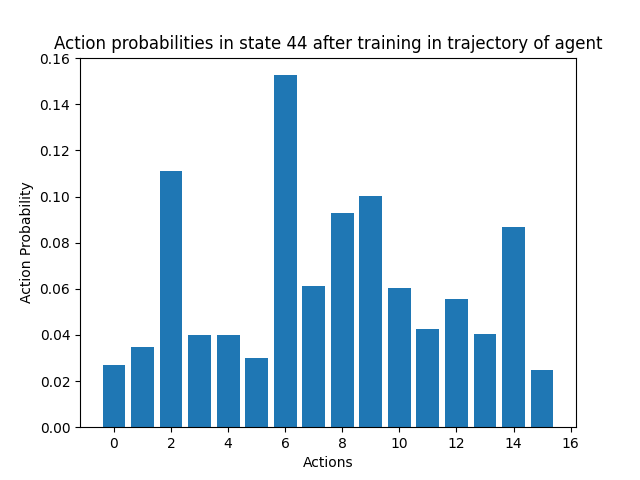 Action probabilities in state 44 after training in trajectory of agent
0.16
0.14
0.12
0.10
0.08
0.06
0.04
0.02
0.00
Action Probability
0 2 4 6 8 10 12 14 16
Actions